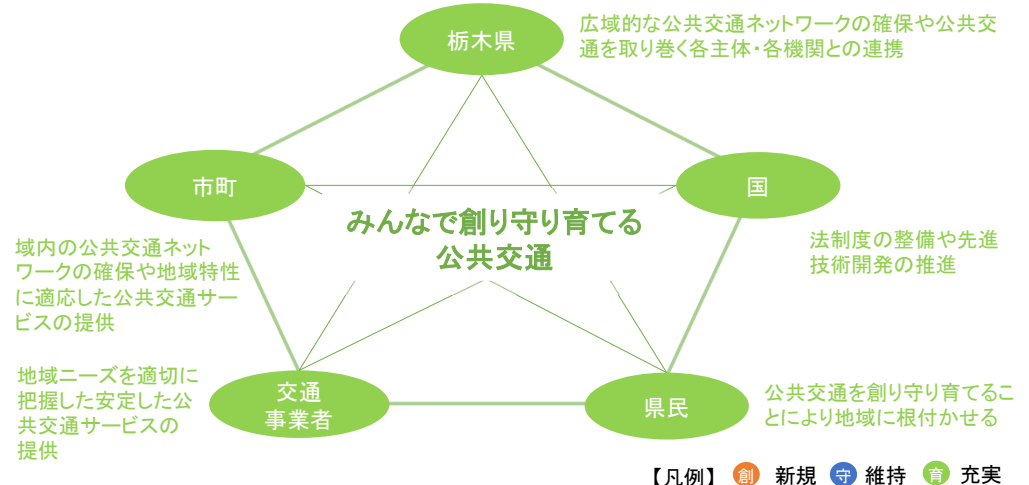 栃木県
広域的な公共交通ネットワークの確保や公共交
通を取り巻く各主体・各機関との連携
市町
国
みんなで創り守り育てる
公共交通
域内の公共交通ネット
ワークの確保や地域特性
に適応した公共交通サー
ビスの提供
法制度の整備や先進
技術開発の推進
地域ニーズを適切に
把握した安定した公
共交通サービスの
提供
交通
事業者
県民
公共交通を創り守り育てるこ
とにより地域に根付かせる
【凡例】 創 新規 守 維持 育 充実